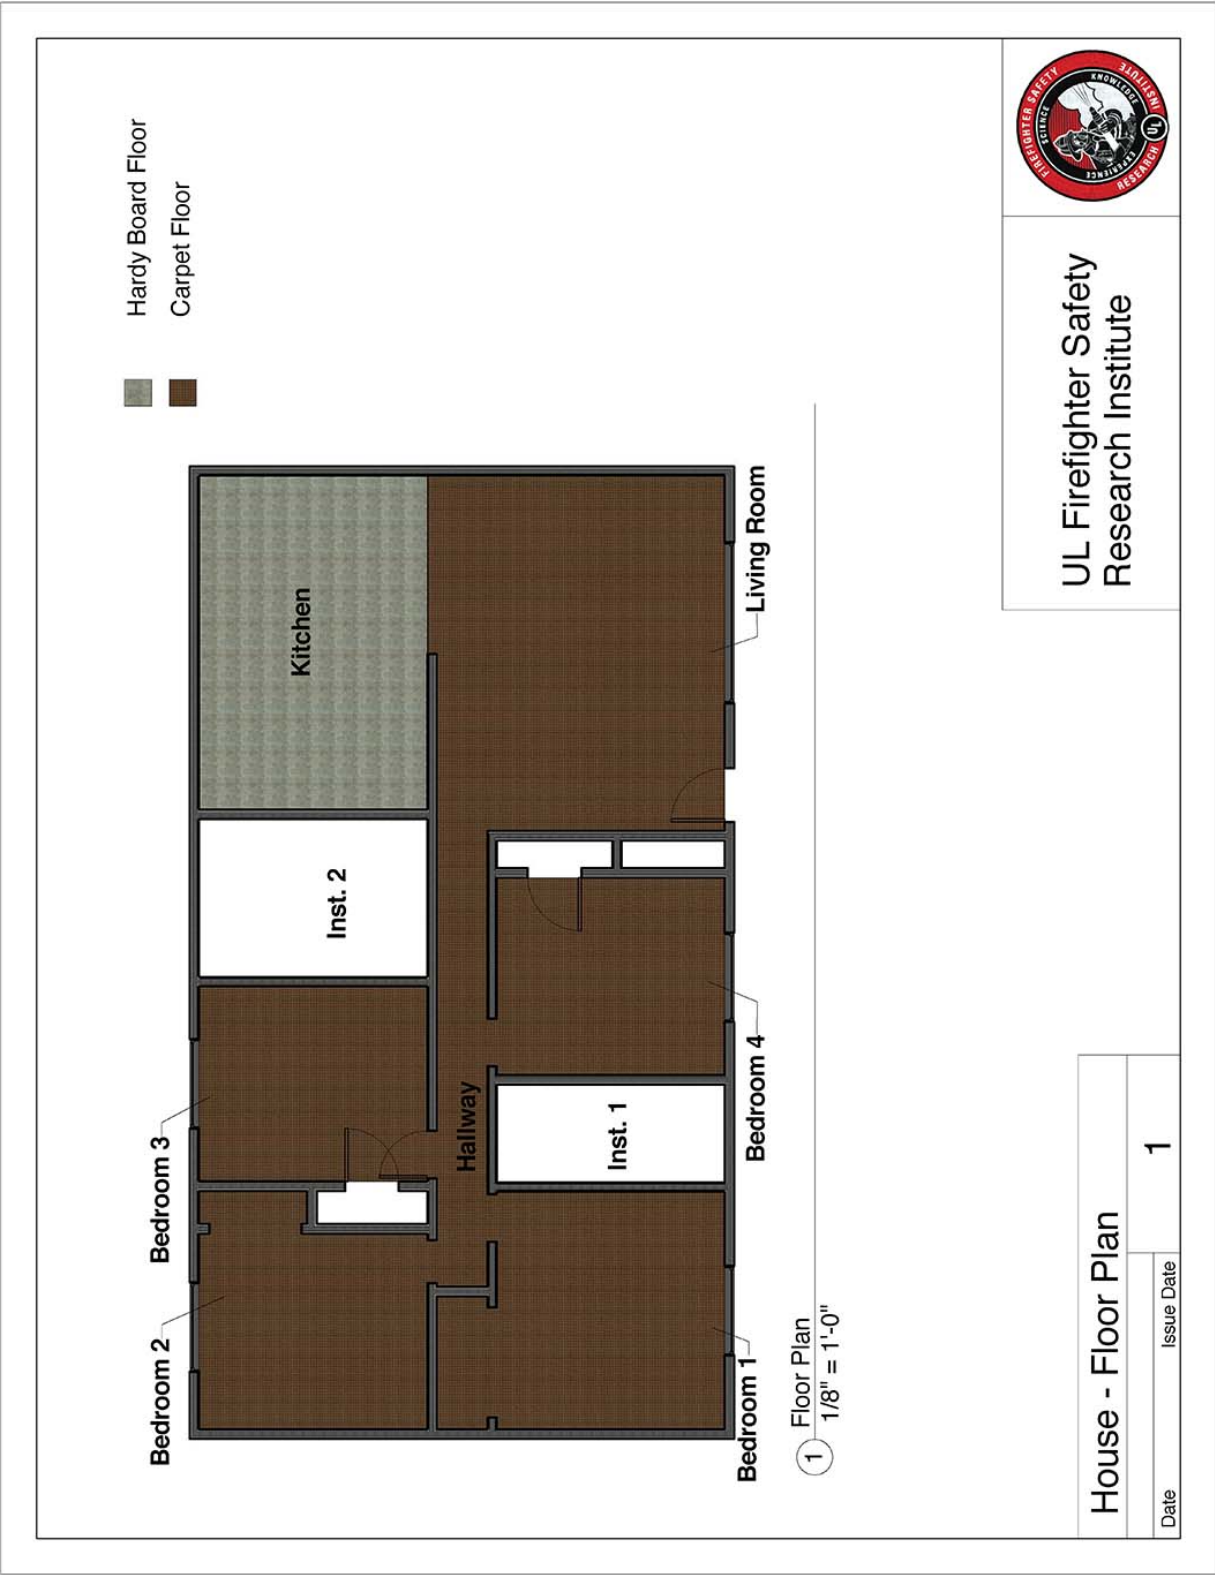 Hardy Board Floor
Carpet Floor
Bedroom 2
Bedroom 3
Inst. 2
Kitchen
Hallway
Inst. 1
Bedroom 1
Bedroom 4
Living Room
1
Floor Plan
1/8" = 1'-0"
House - Floor Plan
1
Date
Issue Date
UL Firefighter Safety
Research Institute
FIREFIGHTER SAFETY
RESEARCH INSTITUTE
SCIENCE
KNOWLEDGE
EXPERIENCE
UL